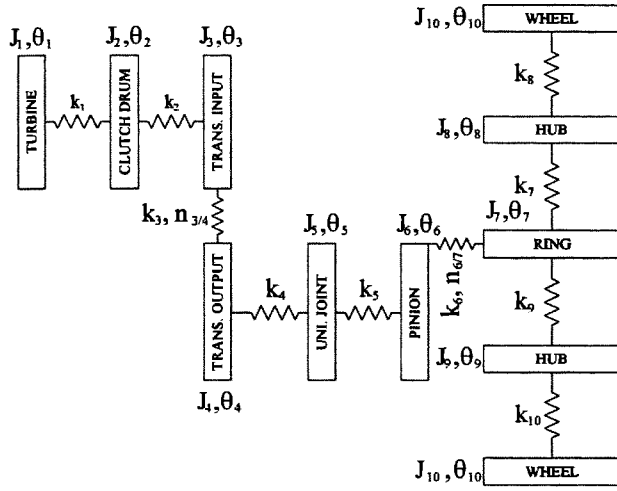 J₁₀,θ₁₀
WHEEL
J₁,θ₁
J₂,θ₂
J₃,θ₃
k₈
TURBINE
k₁
CLUTCH DRUM
k₂
TRANS. INPUT
J₈,θ₈
HUB
k₇
k₃, n₃/₄
J₅,θ₅
J₆,θ₆
J₇,θ₇
RING
TRANS. OUTPUT
k₄
UNI. JOINT
k₅
PINION
k₆, n₆/₇
k₉
J₉,θ₉
HUB
J₄,θ₄
k₁₀
J₁₀,θ₁₀
WHEEL